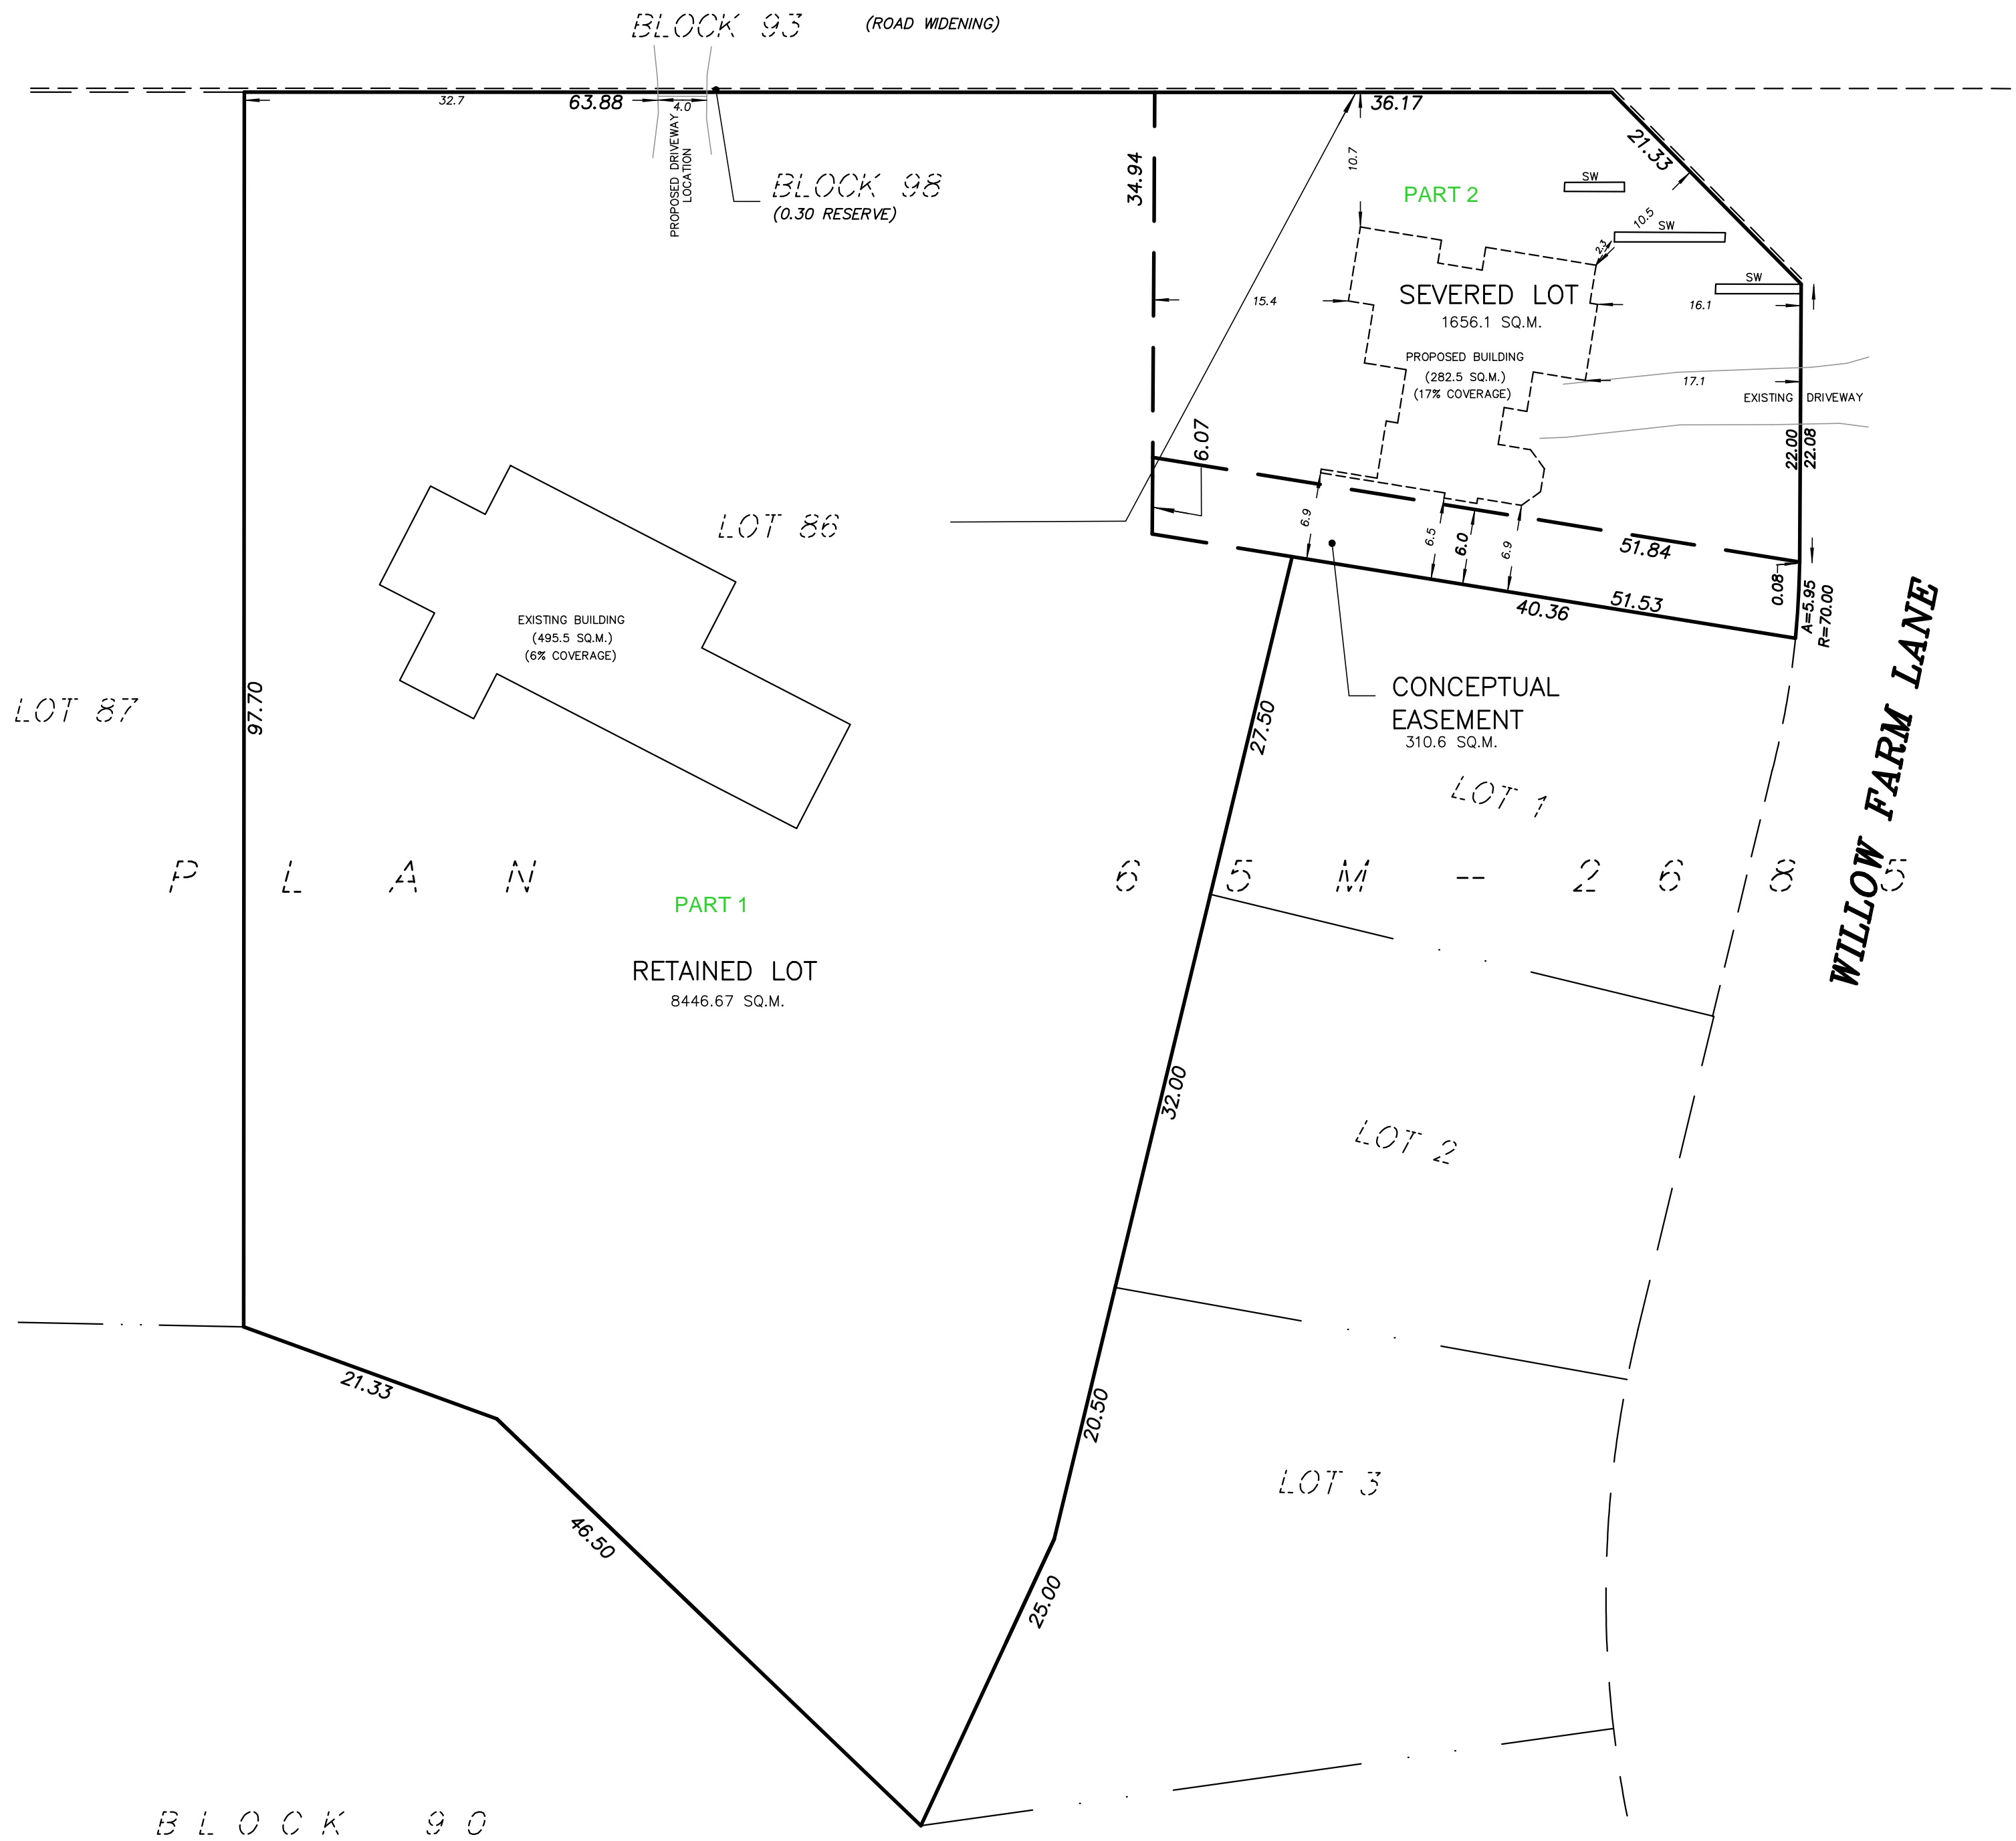 BLOCK 93 (ROAD WIDENING)
32.7
63.88
4.0
36.17
PROPOSED DRIVEWAY
LOCATION
BLOCK 98
(0.30 RESERVE)
34.94
10.7
PART 2
21.33
SW
SW
SW
10.5
2.3
15.4
SEVERED LOT
1656.1 SQ.M.
16.1
PROPOSED BUILDING
(282.5 SQ.M.)
(17% COVERAGE)
17.1
EXISTING DRIVEWAY
22.00
22.08
6.07
LOT 86
6.9
6.5
6.0
6.9
51.84
0.08
A=5.95
R=70.00
40.36
51.53
EXISTING BUILDING
(495.5 SQ.M.)
(6% COVERAGE)
CONCEPTUAL
EASEMENT
310.6 SQ.M.
WILLOW FARM LANE
LOT 87
97.70
27.50
LOT 1
PLAN 65M-2685
PART 1
RETAINED LOT
8446.67 SQ.M.
32.00
LOT 2
21.33
20.50
LOT 3
46.50
25.00
BLOCK 90